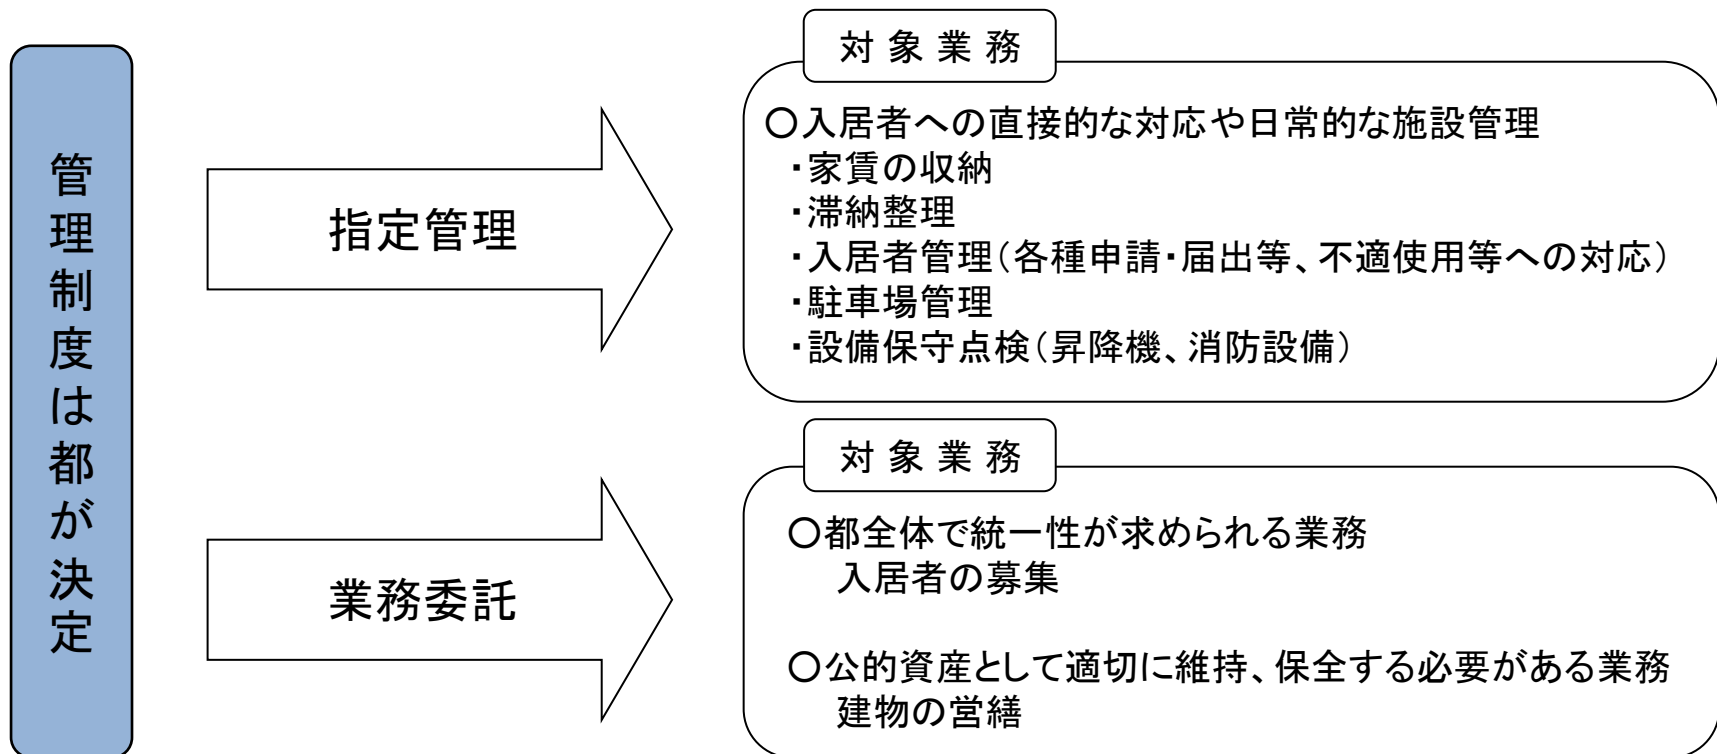 管理制度は都が決定
指定管理
対象業務
〇入居者への直接的な対応や日常的な施設管理
・家賃の収納
・滞納整理
・入居者管理(各種申請・届出等、不適使用等への対応)
・駐車場管理
・設備保守点検(昇降機、消防設備)
業務委託
対象業務
〇都全体で統一性が求められる業務
入居者の募集
〇公的資産として適切に維持、保全する必要がある業務
建物の営繕